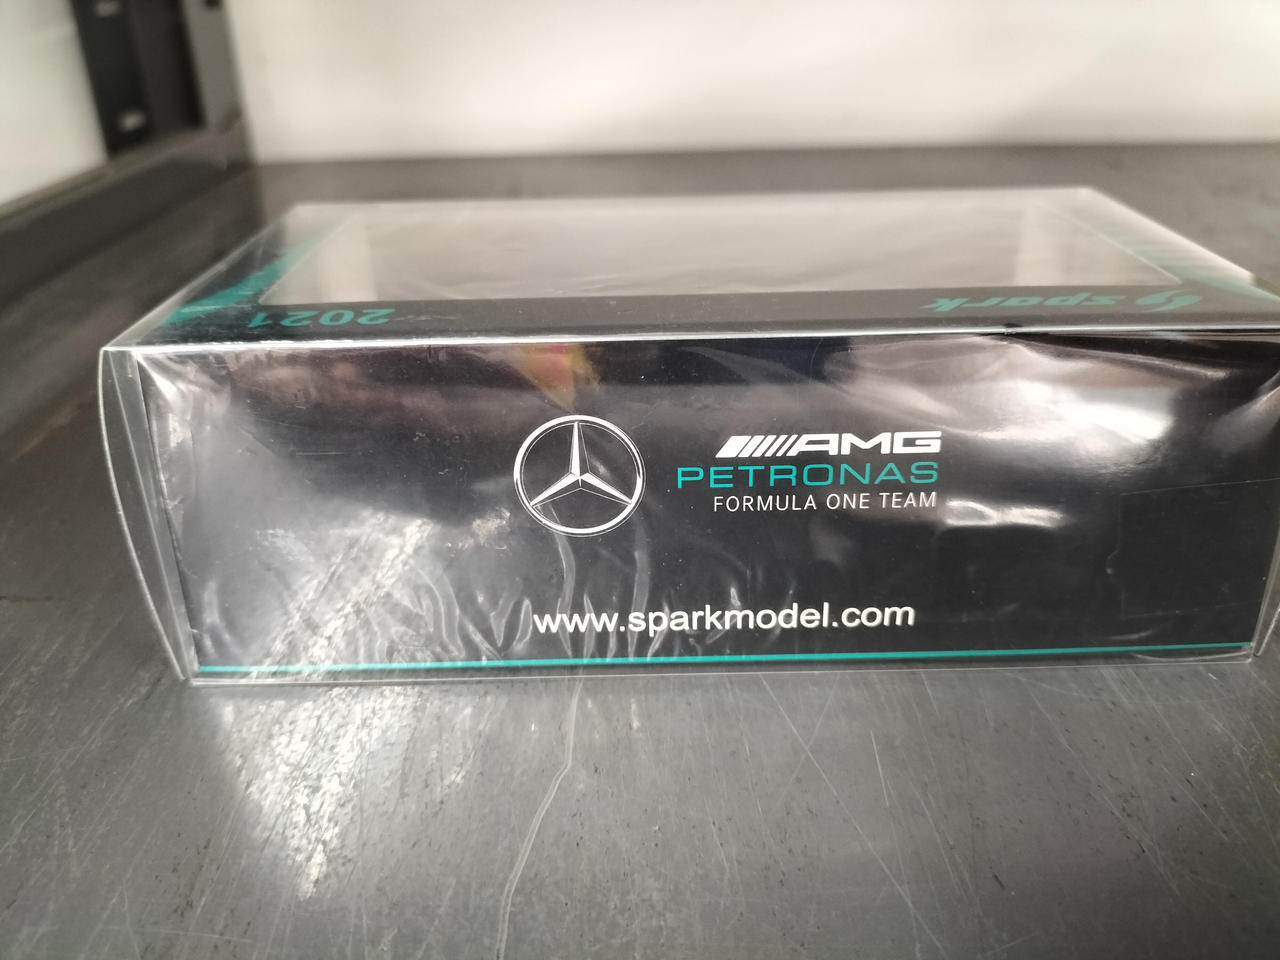 2021
spark
AMG
PETRONAS
FORMULA ONE TEAM
www.sparkmodel.com